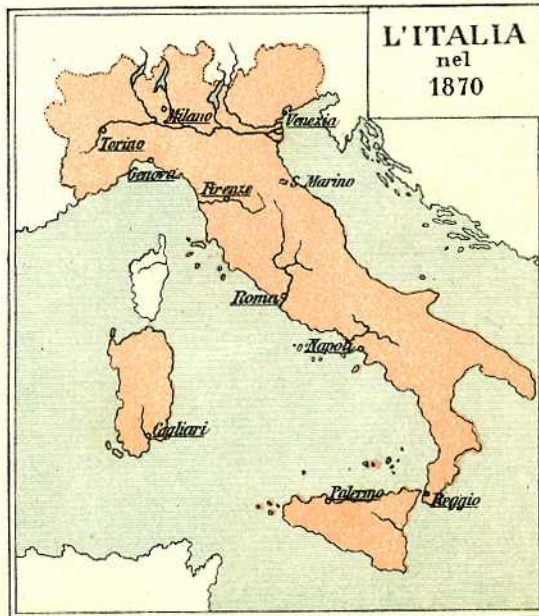 L'ITALIA
nel
1870
Milano
Venezia
Torino
Genova
Firenze
S. Marino
Roma
Napoli
Cagliari
Palermo
Reggio